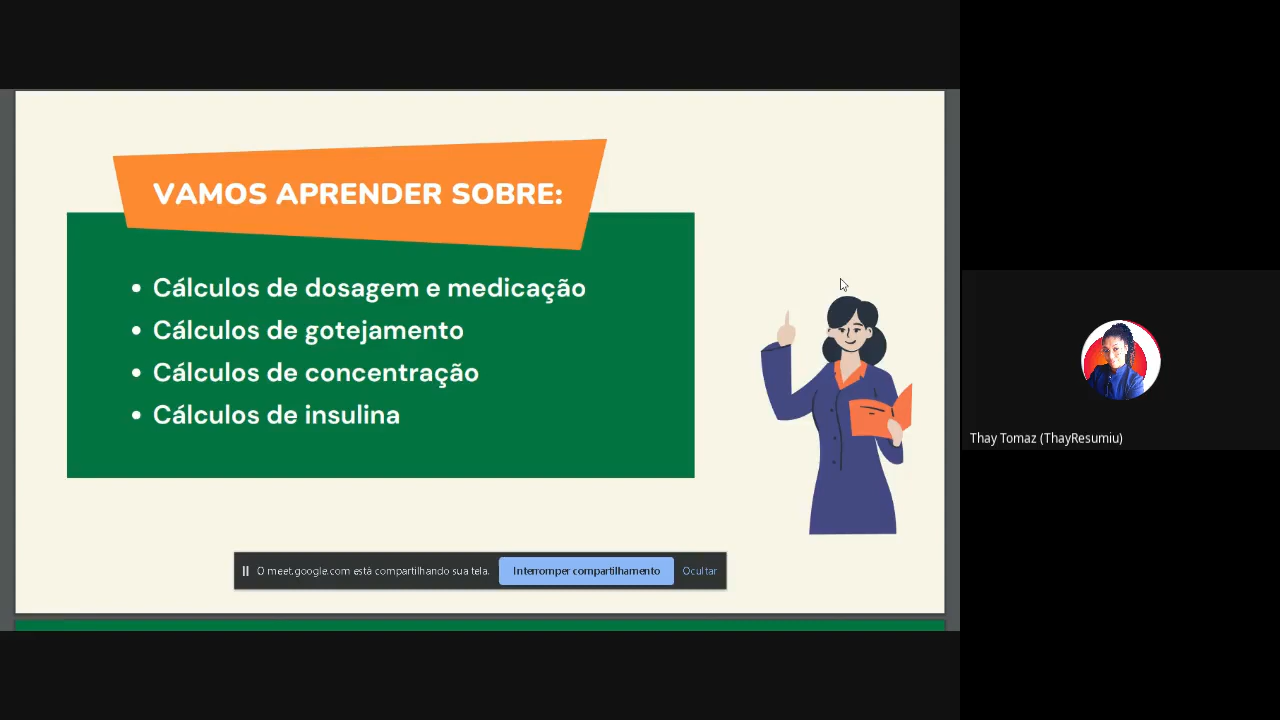 VAMOS APRENDER SOBRE:
• Cálculos de dosagem e medicação
• Cálculos de gotejamento
• Cálculos de concentração
• Cálculos de insulina
O meet.google.com está compartilhando sua tela. Interromper compartilhamento Ocultar
Thay Tomaz (ThayResumiu)